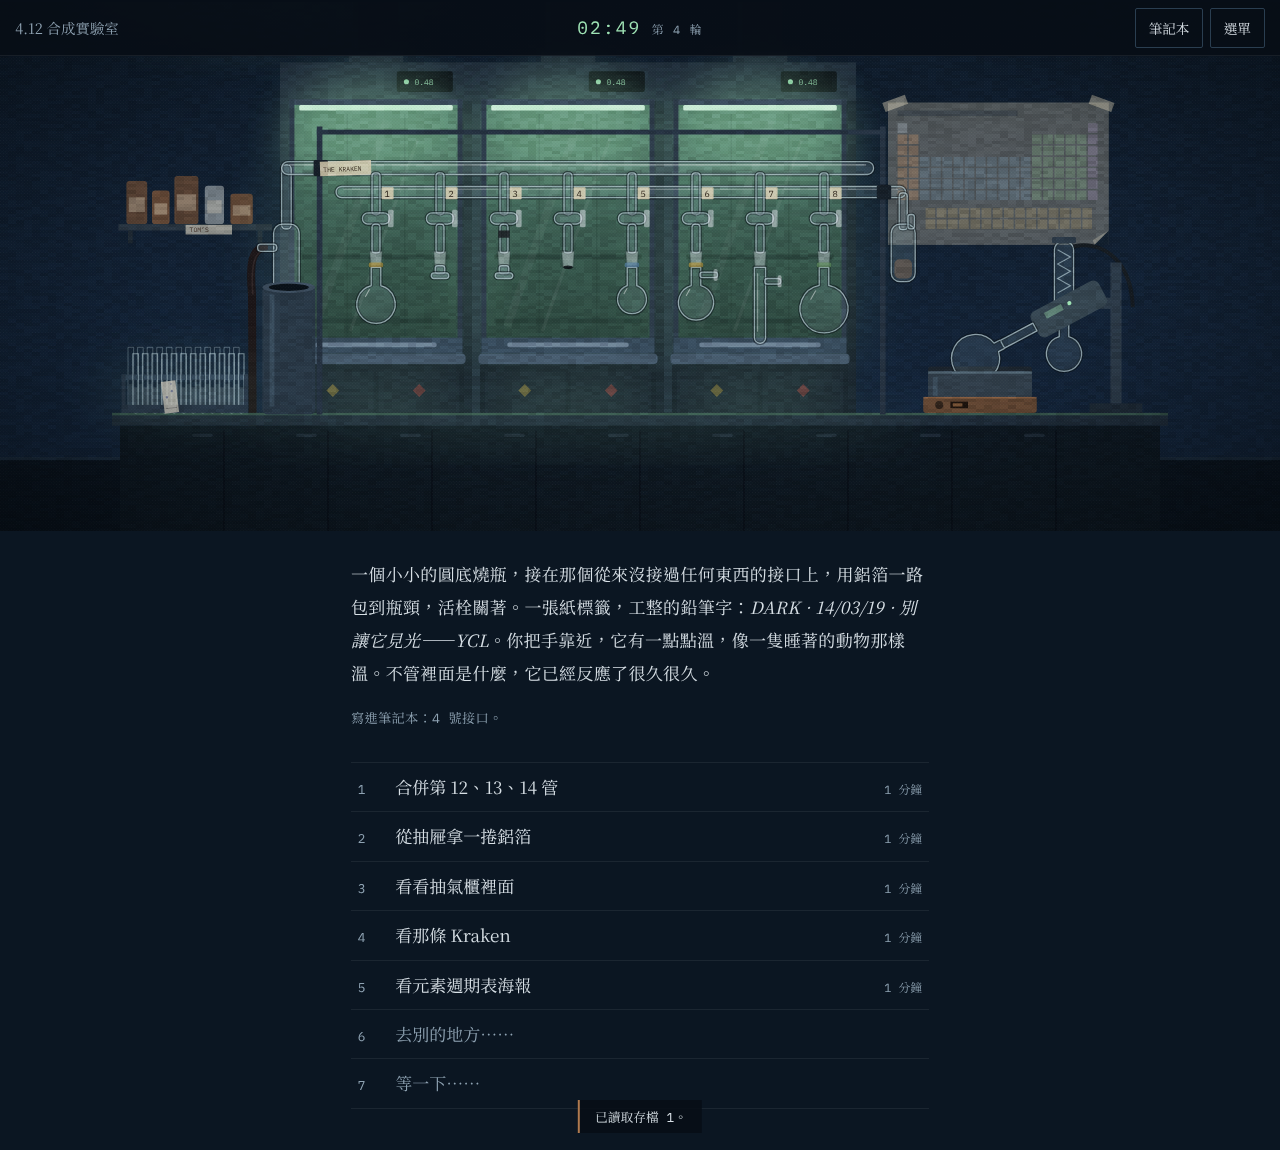 4.12 合成實驗室
02:49 第 4 輪
筆記本
選單
0.48
0.48
0.48
THE KRAKEN
1
2
3
4
5
6
7
8
TOM'S
一個小小的圓底燒瓶，接在那個從來沒接過任何東西的接口上，用鋁箔一路
包到瓶頸，活栓關著。一張紙標籤，工整的鉛筆字：DARK · 14/03/19 · 別
讓它見光——YCL。你把手靠近，它有一點點溫，像一隻睡著的動物那樣
溫。不管裡面是什麼，它已經反應了很久很久。
寫進筆記本：4 號接口。
1 合併第 12、13、14 管 1 分鐘
2 從抽屜拿一捲鋁箔 1 分鐘
3 看看抽氣櫃裡面 1 分鐘
4 看那條 Kraken 1 分鐘
5 看元素週期表海報 1 分鐘
6 去別的地方……
7 等一下……
已讀取存檔 1。